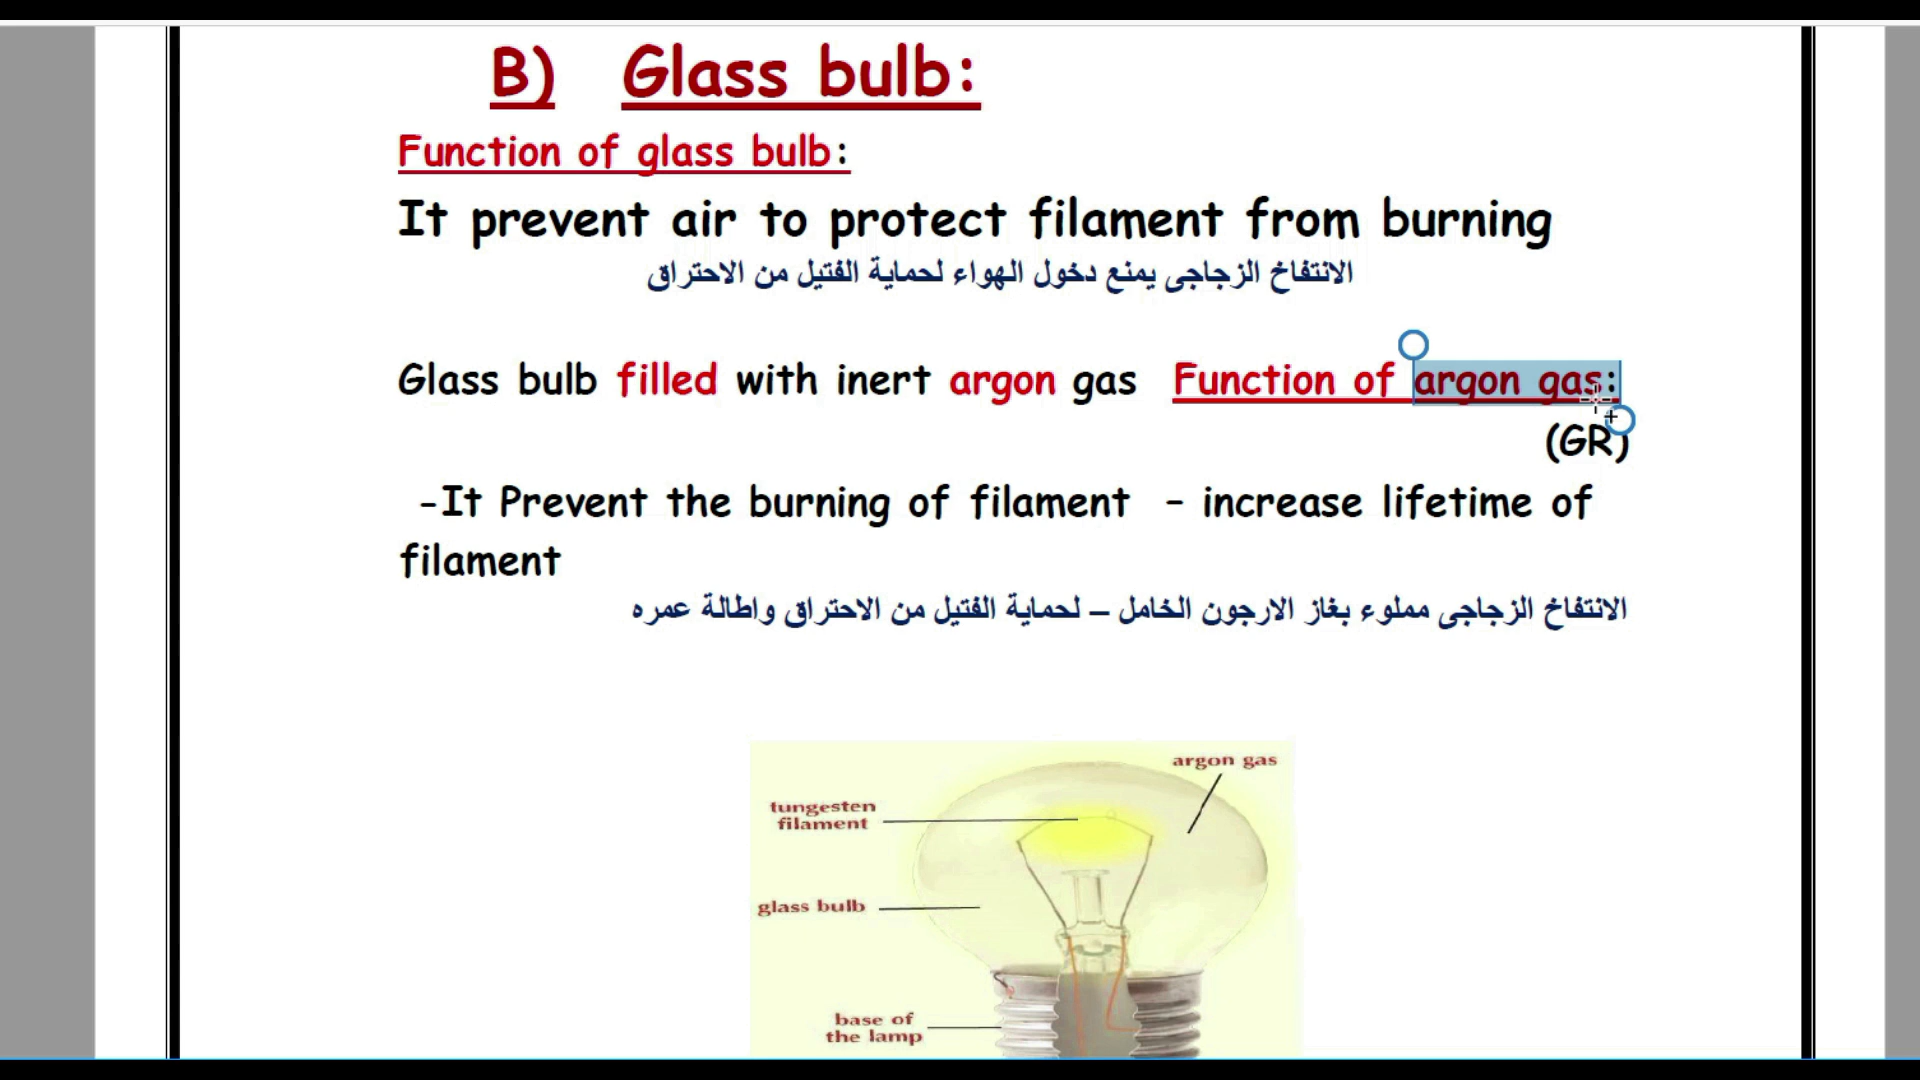 B) Glass bulb:
Function of glass bulb:
It prevent air to protect filament from burning
الانتفاخ الزجاجى يمنع دخول الهواء لحماية الفتيل من الاحتراق
Glass bulb filled with inert argon gas Function of argon gas:
(GR)
-It Prevent the burning of filament – increase lifetime of
filament
الانتفاخ الزجاجى مملوء بغاز الارجون الخامل – لحماية الفتيل من الاحتراق واطالة عمره
argon gas
tungesten
filament
glass bulb
base of
the lamp